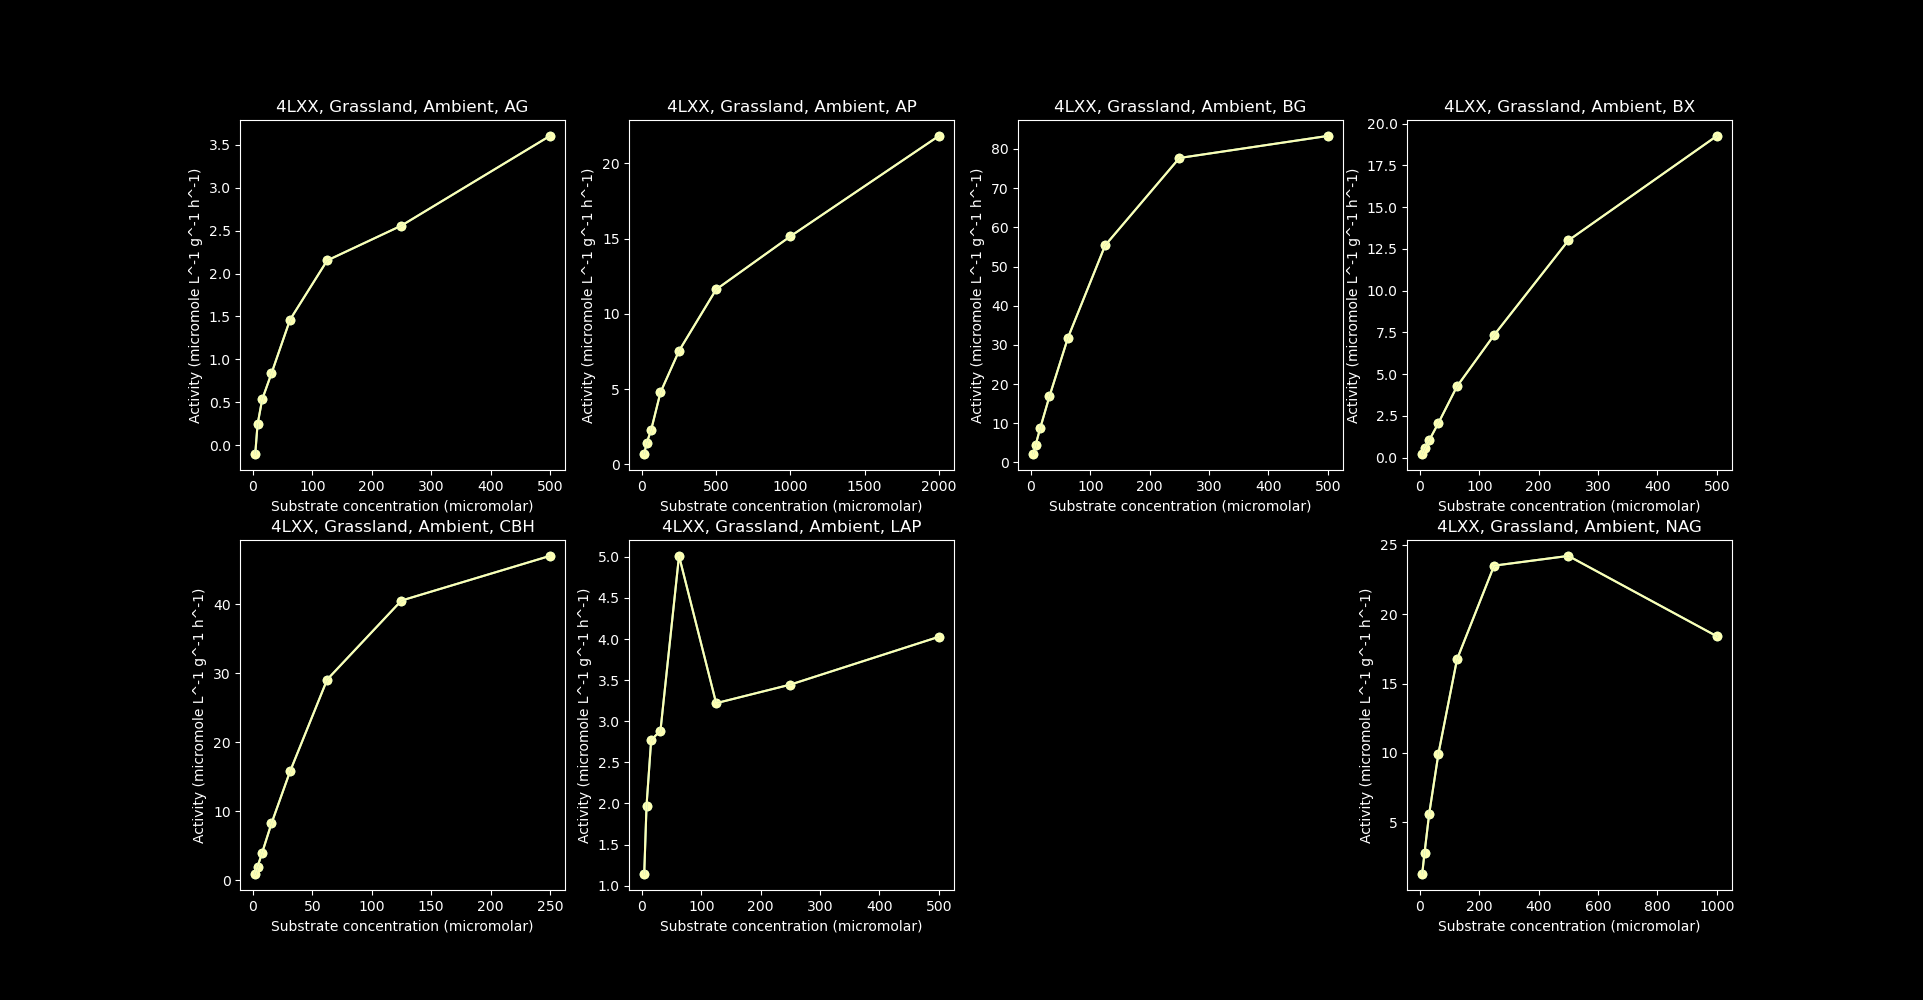 4LXX, Grassland, Ambient, AG
3.5
3.0
2.5
2.0
1.5
1.0
0.5
0.0
Activity (micromole L^-1 g^-1 h^-1)
0 100 200 300 400 500
Substrate concentration (micromolar)
4LXX, Grassland, Ambient, AP
20
15
10
5
0
Activity (micromole L^-1 g^-1 h^-1)
0 500 1000 1500 2000
Substrate concentration (micromolar)
4LXX, Grassland, Ambient, BG
80
70
60
50
40
30
20
10
0
Activity (micromole L^-1 g^-1 h^-1)
0 100 200 300 400 500
Substrate concentration (micromolar)
4LXX, Grassland, Ambient, BX
20.0
17.5
15.0
12.5
10.0
7.5
5.0
2.5
0.0
Activity (micromole L^-1 g^-1 h^-1)
0 100 200 300 400 500
Substrate concentration (micromolar)
4LXX, Grassland, Ambient, CBH
40
30
20
10
0
Activity (micromole L^-1 g^-1 h^-1)
0 50 100 150 200 250
Substrate concentration (micromolar)
4LXX, Grassland, Ambient, LAP
5.0
4.5
4.0
3.5
3.0
2.5
2.0
1.5
1.0
Activity (micromole L^-1 g^-1 h^-1)
0 100 200 300 400 500
Substrate concentration (micromolar)
4LXX, Grassland, Ambient, NAG
25
20
15
10
5
Activity (micromole L^-1 g^-1 h^-1)
0 200 400 600 800 1000
Substrate concentration (micromolar)